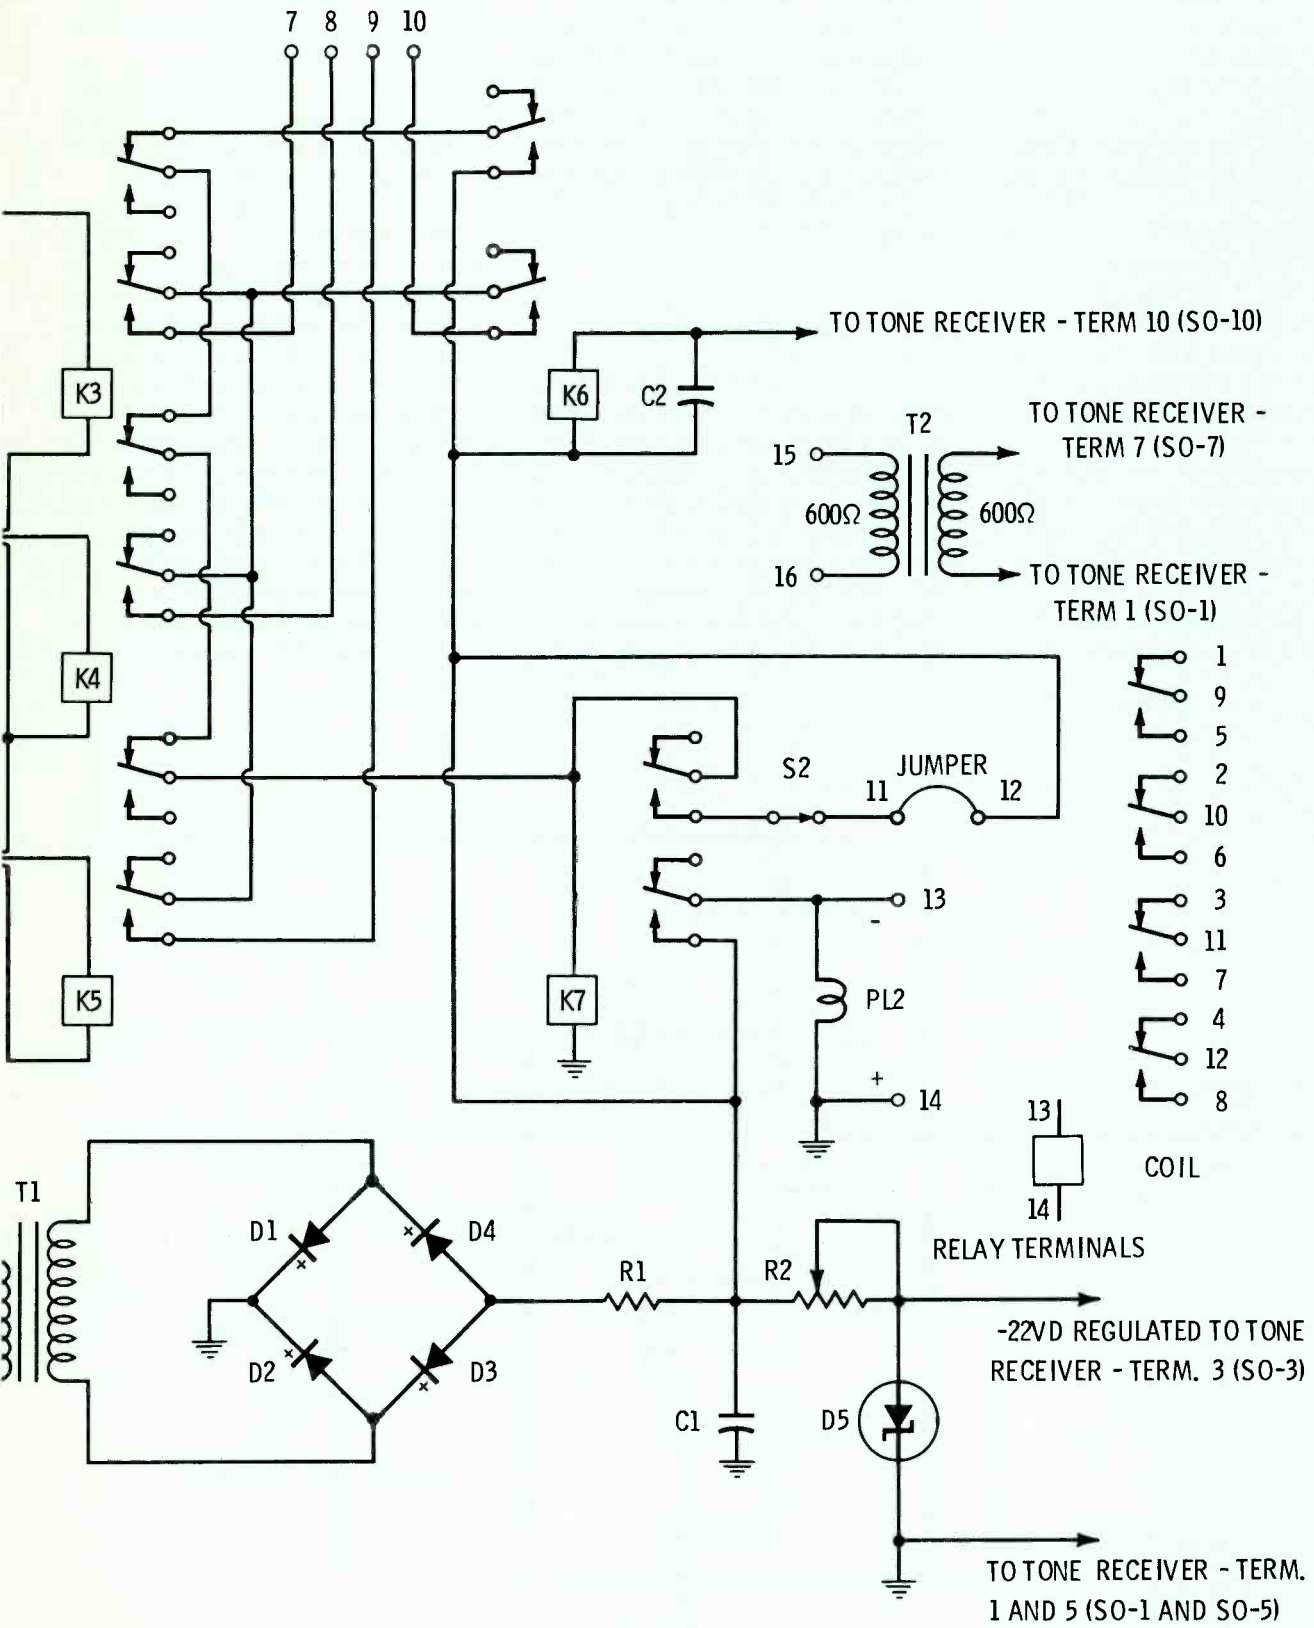 7 8 9 10
TO TONE RECEIVER - TERM 10 (SO-10)
K3
K6
C2
TO TONE RECEIVER -
TERM 7 (SO-7)
T2
15
600Ω
600Ω
16
TO TONE RECEIVER -
TERM 1 (SO-1)
K4
1
9
5
S2
JUMPER
11
12
2
10
6
13
-
3
11
7
K5
K7
PL2
+
14
4
12
8
13
COIL
14
RELAY TERMINALS
T1
D1
x
x
D4
R1
R2
-22VD REGULATED TO TONE
RECEIVER - TERM. 3 (SO-3)
D2
x
x
D3
C1
D5
TO TONE RECEIVER - TERM.
1 AND 5 (SO-1 AND SO-5)